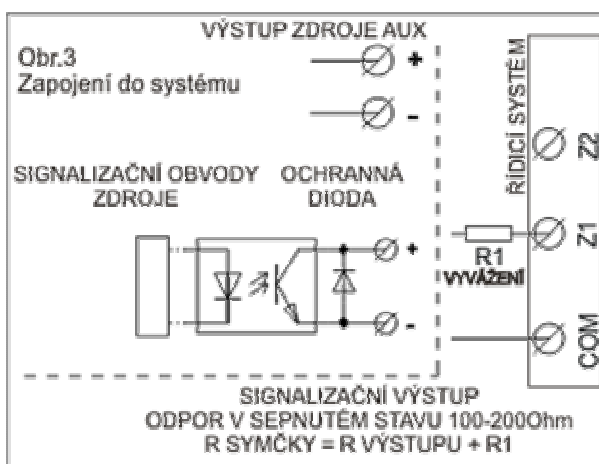 VÝSTUP ZDROJE AUX
Obr.3
Zapojení do systému
+
-
ŘÍDICÍ SYSTÉM
Z2
SIGNALIZAČNÍ OBVODY
ZDROJE
OCHRANNÁ
DIODA
+
-
R1
VYVÁŽENÍ
Z1
COM
SIGNALIZAČNÍ VÝSTUP
ODPOR V SEPNUTÉM STAVU 100-200Ohm
R SYMČKY = R VÝSTUPU + R1